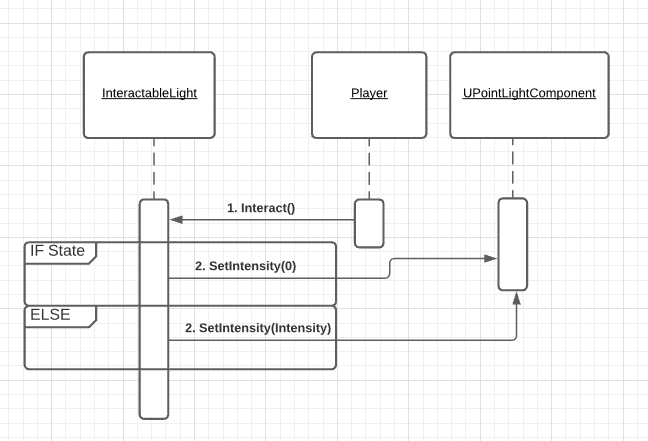 InteractableLight
Player
UPointLightComponent
1. Interact()
IF State
2. SetIntensity(0)
ELSE
2. SetIntensity(Intensity)